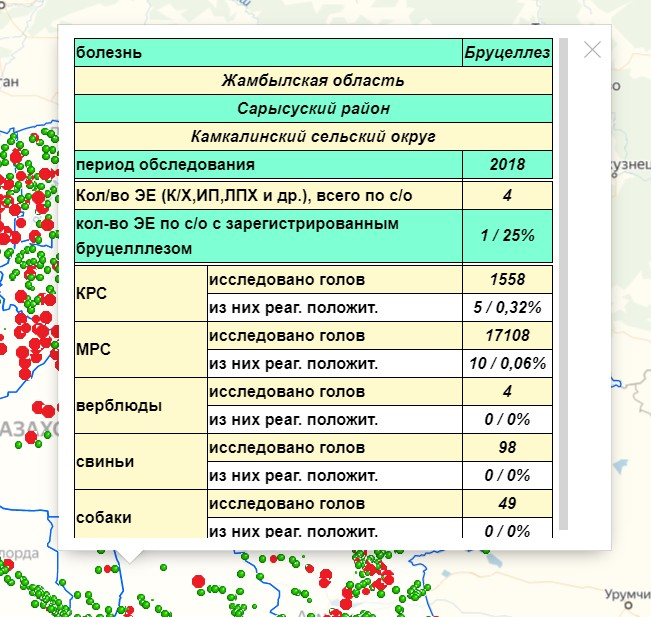 болезнь Бруцеллез
Жамбылская область
Сарысуский район
Камкалинский сельский округ
период обследования 2018
Кол/во ЭЕ (К/Х,ИП,ЛПХ и др.), всего по с/о 4
кол-во ЭЕ по с/о с зарегистрированным
бруцелллезом 1 / 25%
КРС исследовано голов 1558
из них реаг. положит. 5 / 0,32%
МРС исследовано голов 17108
из них реаг. положит. 10 / 0,06%
верблюды исследовано голов 4
из них реаг. положит. 0 / 0%
свиньи исследовано голов 98
из них реаг. положит. 0 / 0%
собаки исследовано голов 49
из них реаг. положит. 0 / 0%
ган
узнец
АЗАХС
лорда
Урумчи